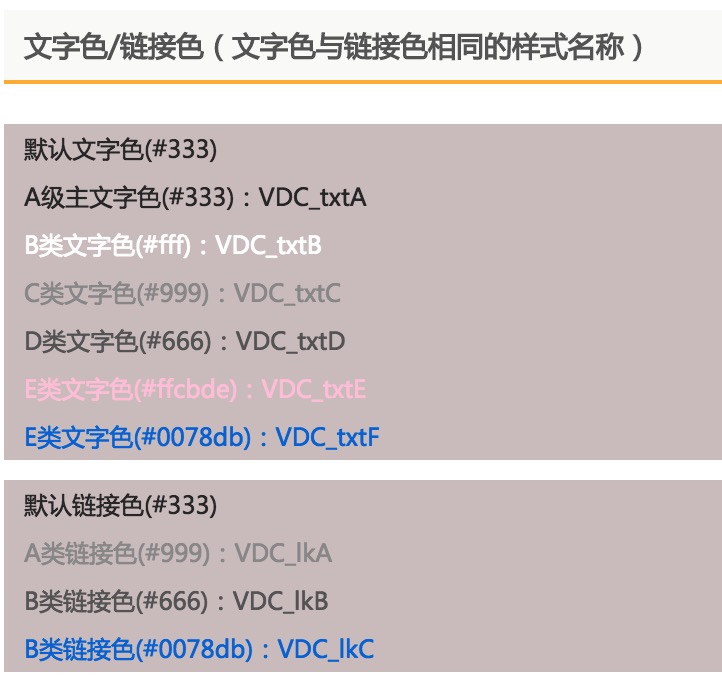 文字色/链接色（文字色与链接色相同的样式名称）
默认文字色(#333)
A级主文字色(#333)：VDC_txtA
B类文字色(#fff)：VDC_txtB
C类文字色(#999)：VDC_txtC
D类文字色(#666)：VDC_txtD
E类文字色(#ffcbde)：VDC_txtE
E类文字色(#0078db)：VDC_txtF
默认链接色(#333)
A类链接色(#999)：VDC_lkA
B类链接色(#666)：VDC_lkB
B类链接色(#0078db)：VDC_lkC